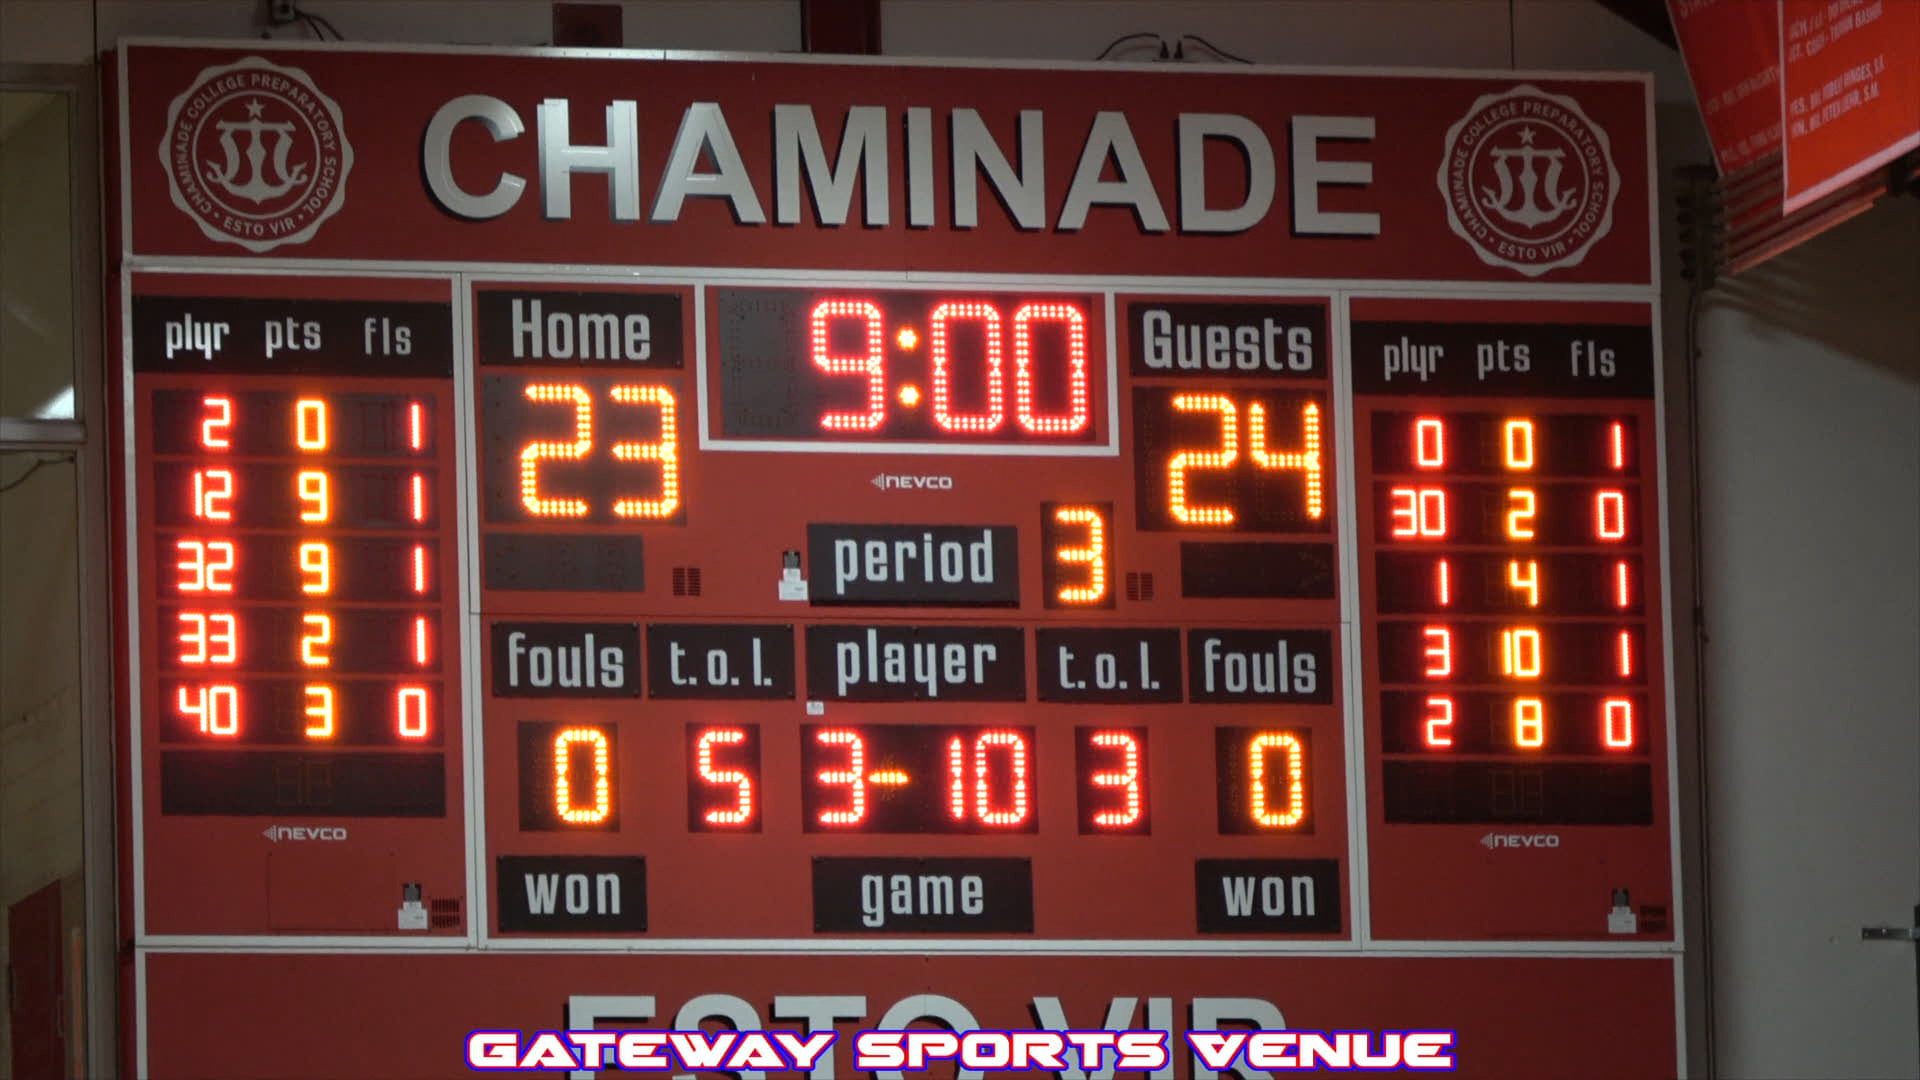 CHAMINADE
CHAMINADE COLLEGE PREPARATORY SCHOOL
ESTO VIR
CHAMINADE COLLEGE PREPARATORY SCHOOL
ESTO VIR
plyr pts fls
2 0 1
12 9 1
32 9 1
33 2 1
40 3 0
NEVCO
Home 9:00 Guests
23 24
NEVCO
period 3
fouls t.o.l. player t.o.l. fouls
0 5 3-10 3 0
won game won
plyr pts fls
0 0 1
30 2 0
1 4 1
3 10 1
2 8 0
NEVCO
ESTO VIR
GATEWAY SPORTS VENUE